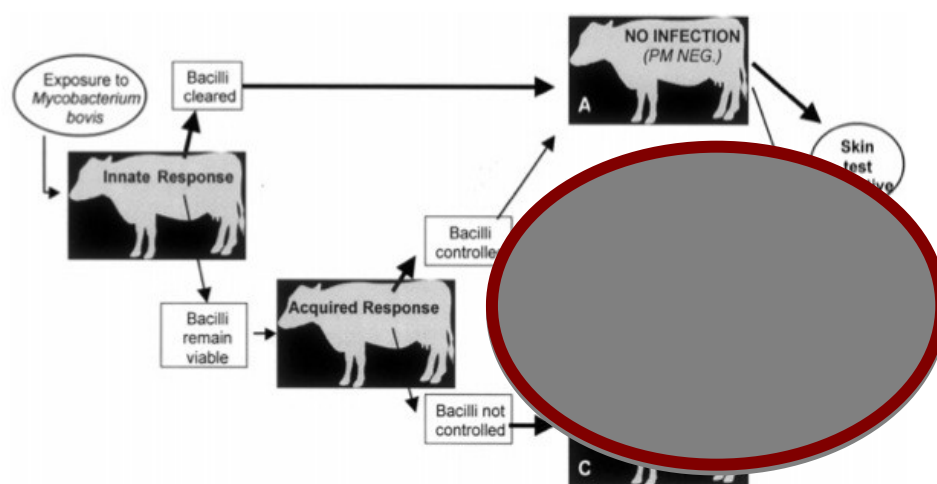 Exposure to
Mycobacterium
bovis
Bacilli
cleared
NO INFECTION
(PM NEG.)
A
Innate Response
Skin
test
Bacilli
Bacilli
remain
viable
Acquired Response
Bacilli not
controlled
C